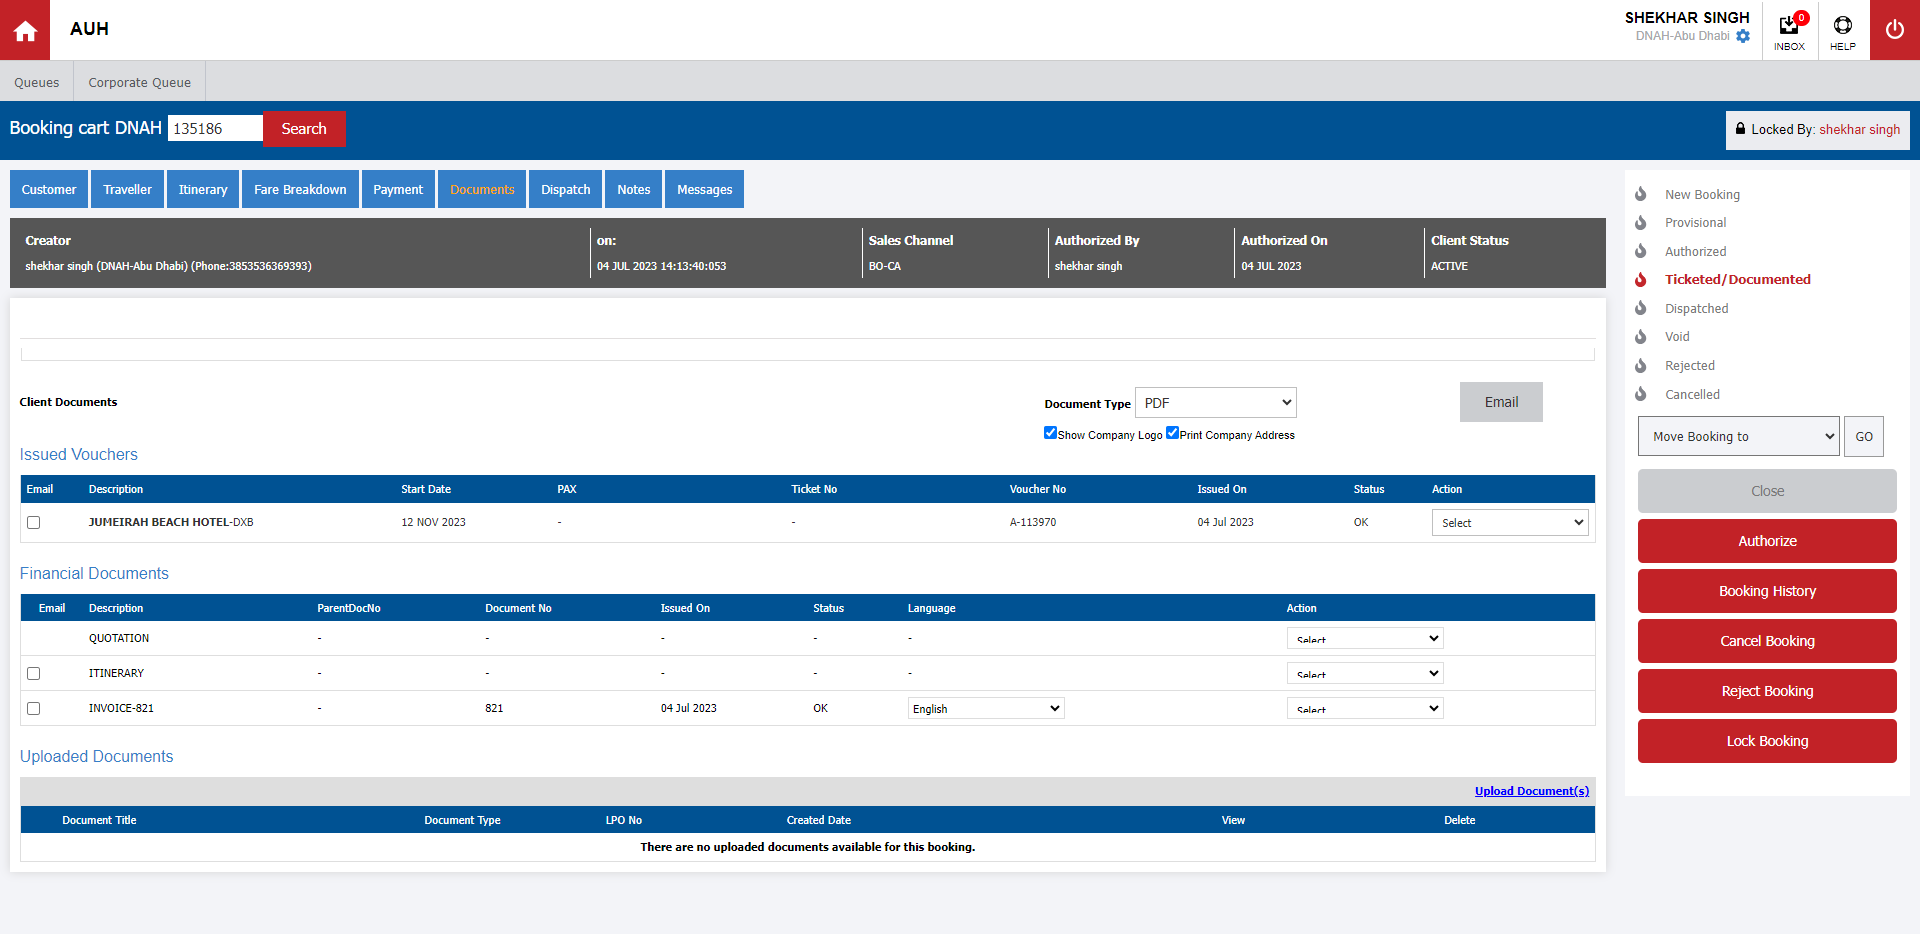 AUH
SHEKHAR SINGH
DNAH-Abu Dhabi
0
INBOX
HELP
Queues
Corporate Queue
Booking cart DNAH 135186 Search
Locked By: shekhar singh
Customer Traveller Itinerary Fare Breakdown Payment Documents Dispatch Notes Messages
Creator on: Sales Channel Authorized By Authorized On Client Status
shekhar singh (DNAH-Abu Dhabi) (Phone:3853536369393) 04 JUL 2023 14:13:40:053 BO-CA shekhar singh 04 JUL 2023 ACTIVE
Client Documents
Document Type PDF
Email
Show Company Logo Print Company Address
Issued Vouchers
Email Description Start Date PAX Ticket No Voucher No Issued On Status Action
JUMEIRAH BEACH HOTEL-DXB 12 NOV 2023 - - A-113970 04 Jul 2023 OK Select
Financial Documents
Email Description ParentDocNo Document No Issued On Status Language Action
QUOTATION - - - - - Select
ITINERARY - - - - - Select
INVOICE-821 - 821 04 Jul 2023 OK English Select
Uploaded Documents
Upload Document(s)
Document Title Document Type LPO No Created Date View Delete
There are no uploaded documents available for this booking.
New Booking
Provisional
Authorized
Ticketed/Documented
Dispatched
Void
Rejected
Cancelled
Move Booking to GO
Close
Authorize
Booking History
Cancel Booking
Reject Booking
Lock Booking